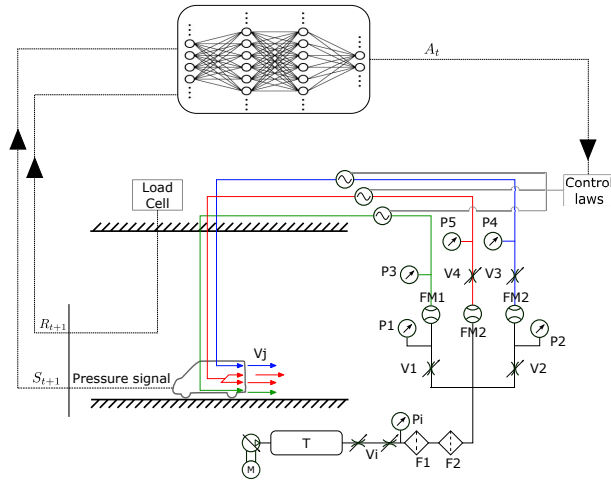 A_t
Load
Cell
Control
laws
P5
P4
P3
V4
V3
FM1
FM2
P1
FM2
P2
R_{t+1}
Vj
V1
V2
S_{t+1}
Pressure signal
Pi
T
Vi
F1
F2
M